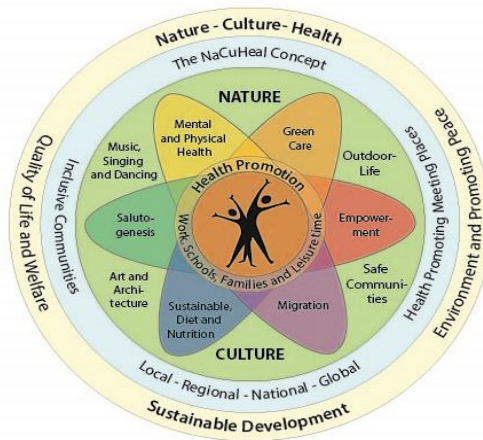 Nature - Culture- Health
The NaCuHeal Concept
NATURE
Mental
and Physical
Health
Green
Care
Music,
Singing
and Dancing
Outdoor-
Life
Quality of Life and Welfare
Inclusive Communities
Health Promotion
Work, Schools, Families and Leisure time
Saluto-
genesis
Empower-
ment
Health Promoting Meeting Places
Environment and Promoting Peace
Art and
Archi-
tecture
Safe
Communi-
ties
Sustainable,
Diet and
Nutrition
Migration
CULTURE
Local - Regional - National - Global
Sustainable Development